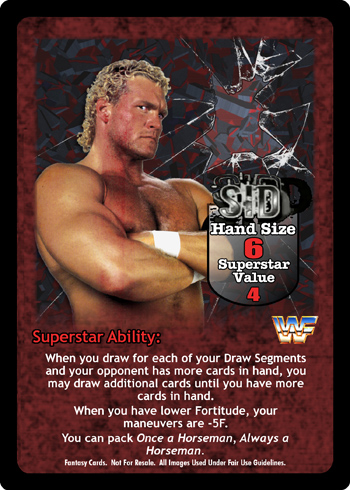 SID
Hand Size
6
Superstar
Value
4
WF
Superstar Ability:
When you draw for each of your Draw Segments
and your opponent has more cards in hand, you
may draw additional cards until you have more
cards in hand.
When you have lower Fortitude, your
maneuvers are -5F.
You can pack Once a Horseman, Always a
Horseman.
Fantasy Cards. Not For Resale. All Images Used Under Fair Use Guidelines.